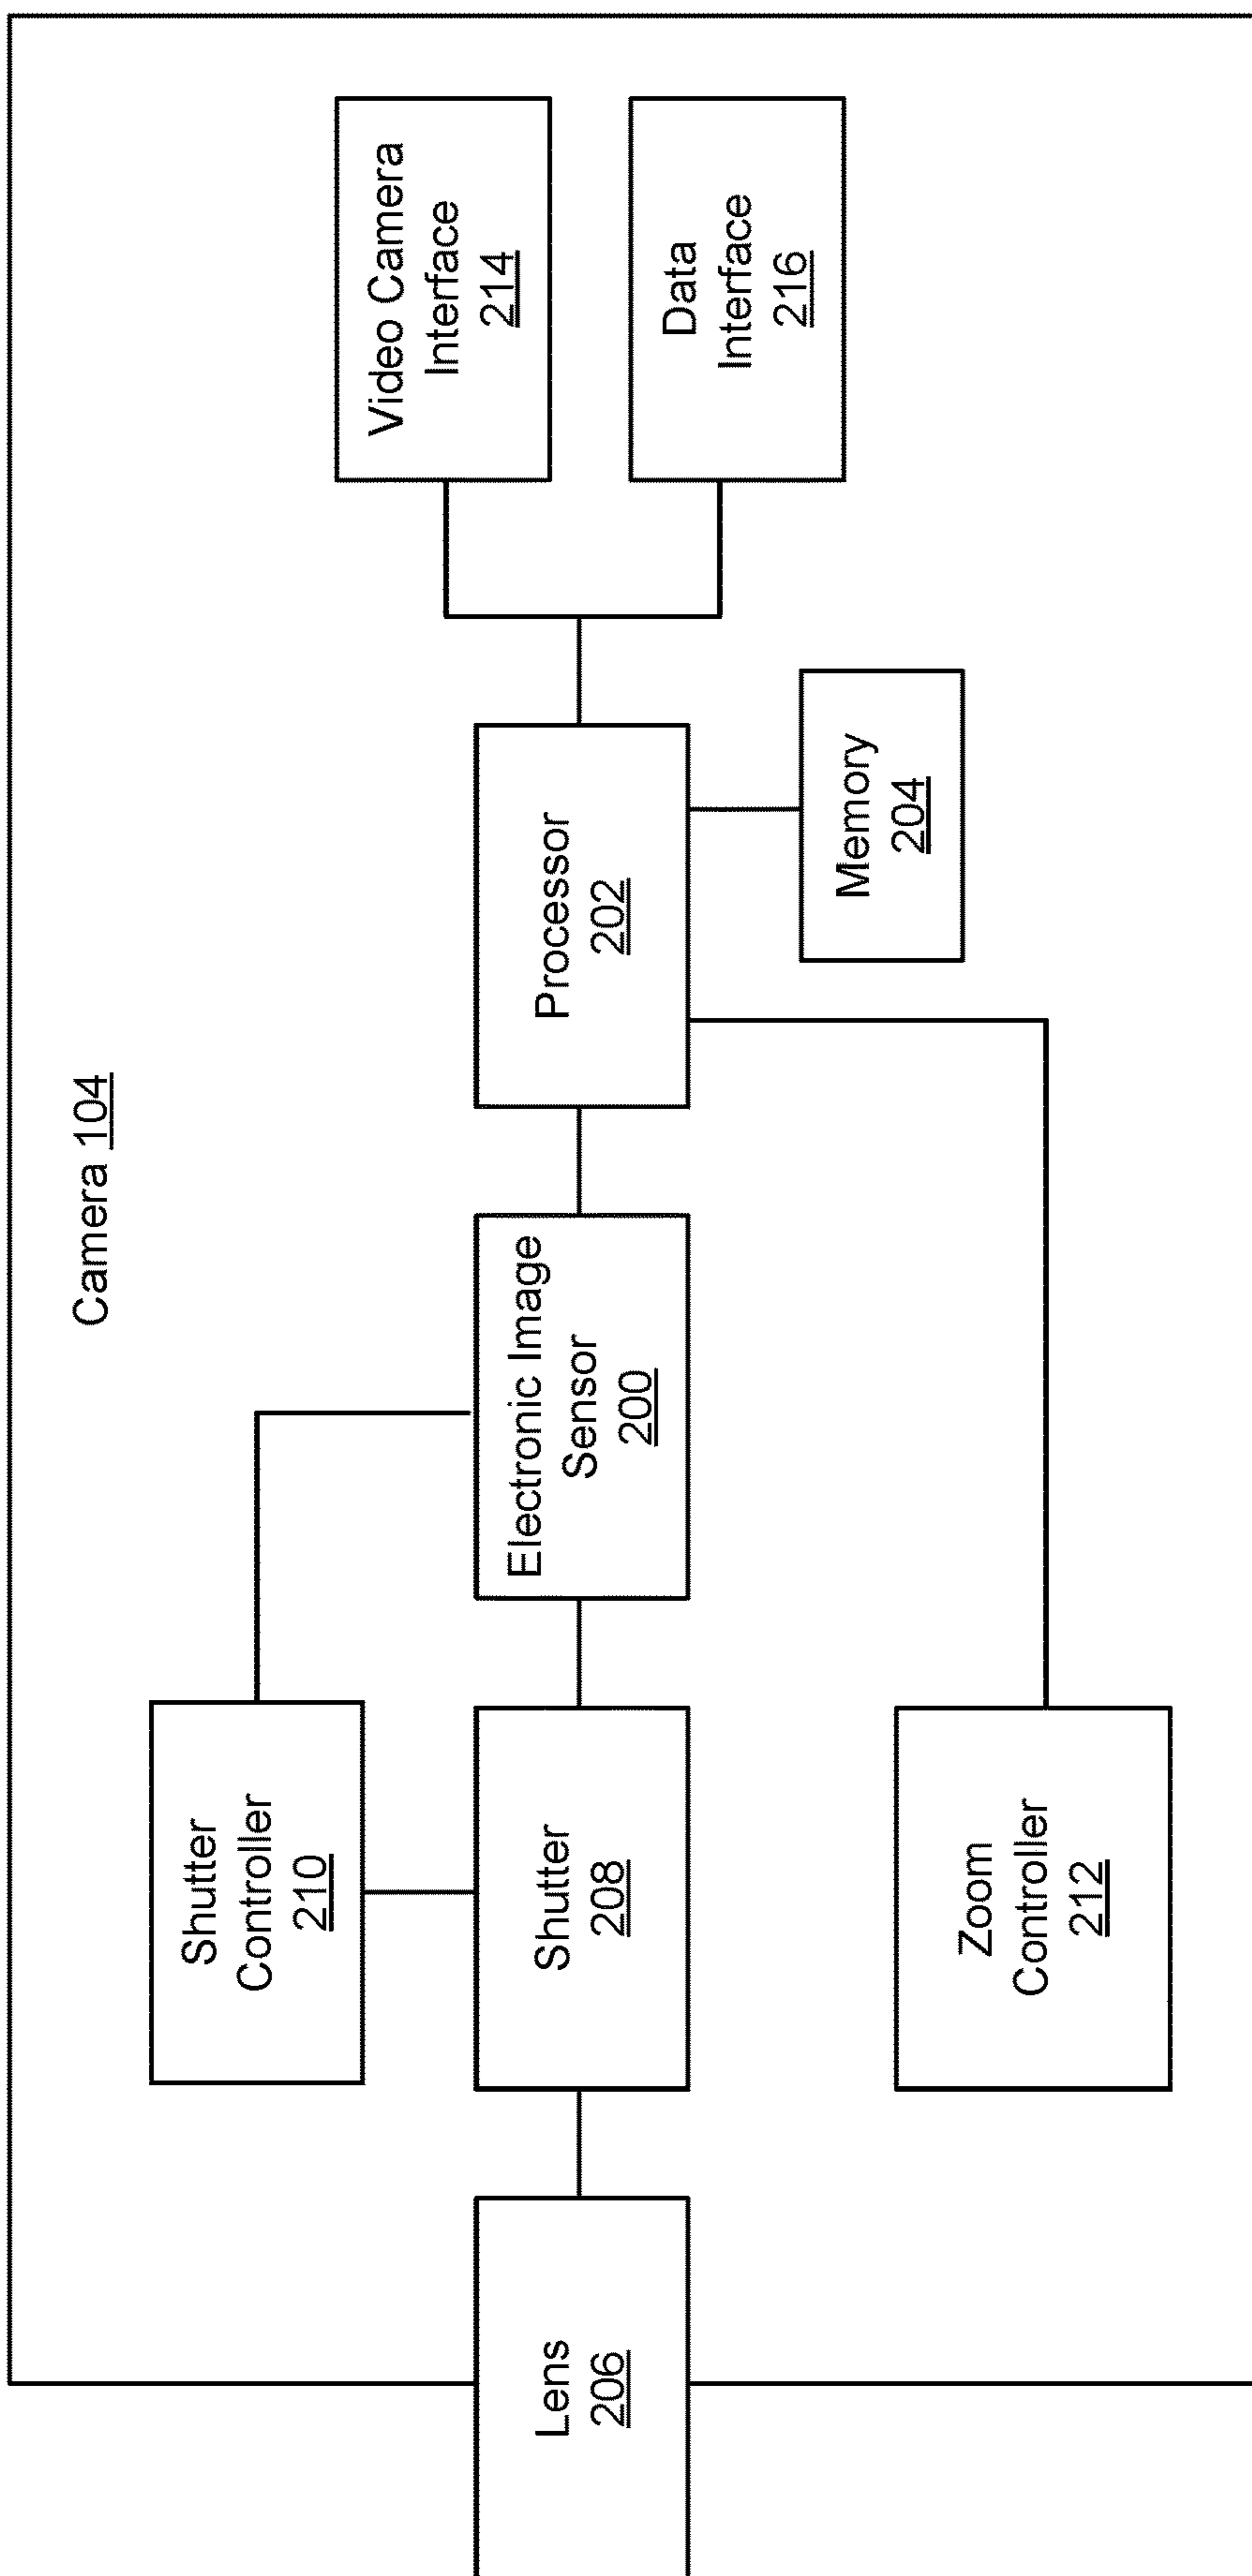 Camera 104
Shutter
Controller
210
Video Camera
Interface
214
Lens
206
Shutter
208
Electronic Image
Sensor
200
Processor
202
Data
Interface
216
Memory
204
Zoom
Controller
212